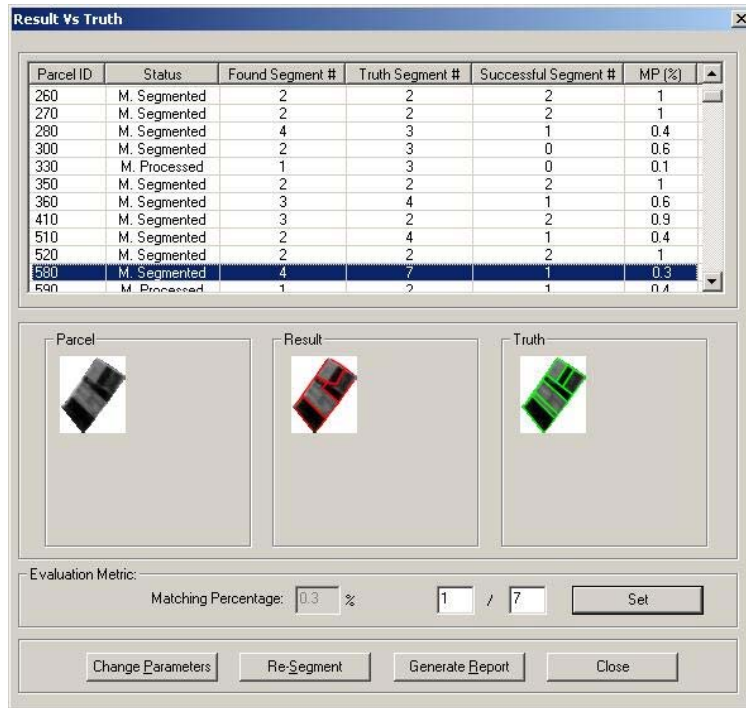 Result Vs Truth
Parcel ID Status Found Segment # Truth Segment # Successful Segment # MP (%)
260 M. Segmented 2 2 2 1
270 M. Segmented 2 2 2 1
280 M. Segmented 4 3 1 0.4
300 M. Segmented 2 3 0 0.6
330 M. Processed 1 3 0 0.1
350 M. Segmented 2 2 2 1
360 M. Segmented 3 4 1 0.6
410 M. Segmented 3 2 2 0.9
510 M. Segmented 2 4 1 0.4
520 M. Segmented 2 2 2 1
580 M. Segmented 4 7 1 0.3
590 M. Processed 1 2 1 0.4
Parcel Result Truth
Evaluation Metric:
Matching Percentage: 0.3 % 1 / 7 Set
Change Parameters Re-Segment Generate Report Close